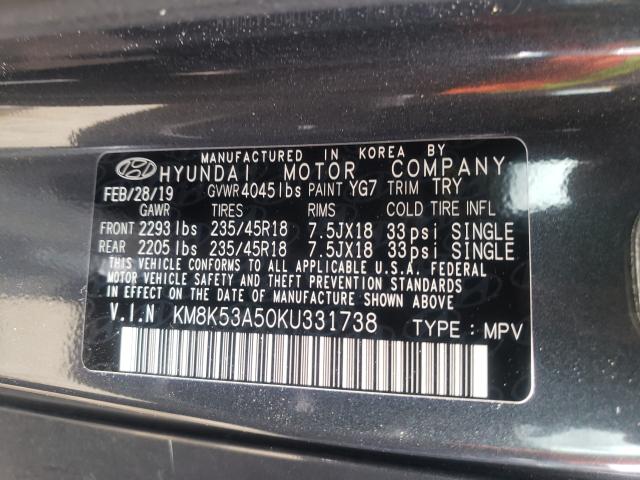 MANUFACTURED IN KOREA BY
HYUNDAI MOTOR COMPANY
FEB/28/19 GVWR 4045lbs PAINT YG7 TRIM TRY
GAWR TIRES RIMS COLD TIRE INFL
FRONT 2293 lbs 235/45R18 7.5JX18 33psi SINGLE
REAR 2205 lbs 235/45R18 7.5JX18 33psi SINGLE
THIS VEHICLE CONFORMS TO ALL APPLICABLE U.S.A. FEDERAL
MOTOR VEHICLE SAFETY AND THEFT PREVENTION STANDARDS
IN EFFECT ON THE DATE OF MANUFACTURE SHOWN ABOVE.
V.I.N KM8K53A50KU331738 TYPE : MPV